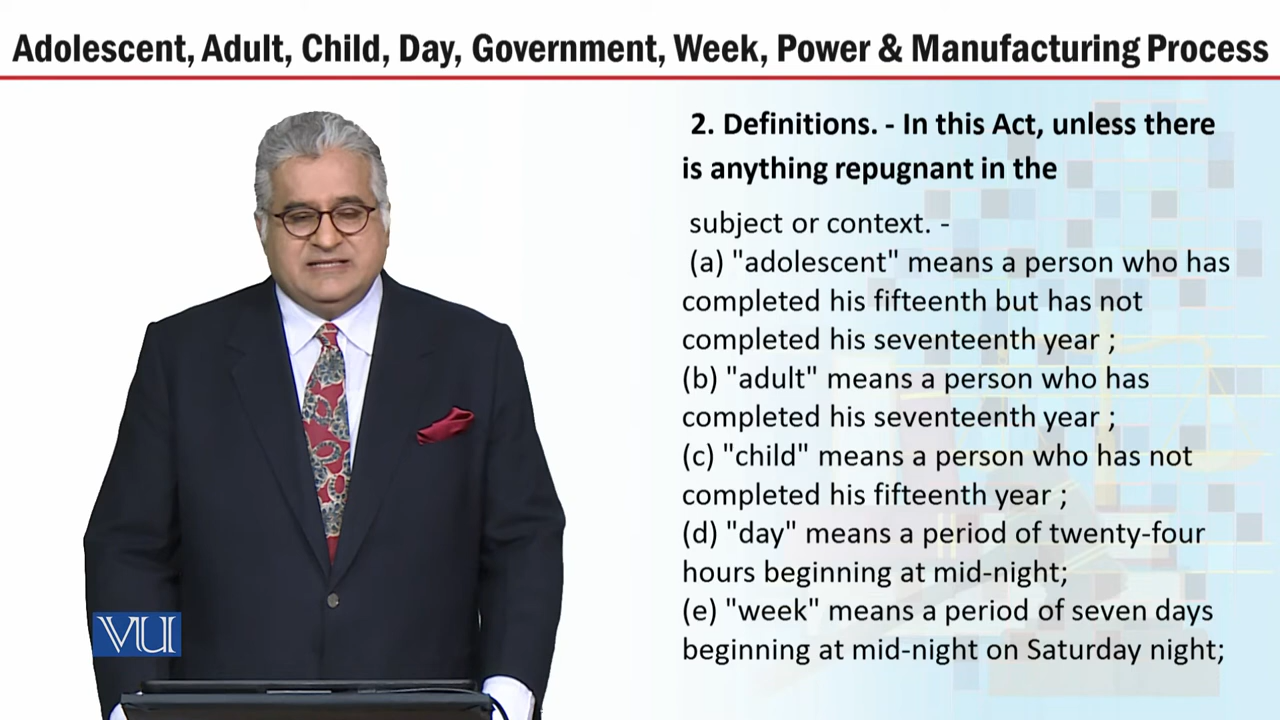 Adolescent, Adult, Child, Day, Government, Week, Power & Manufacturing Process
2. Definitions. - In this Act, unless there
is anything repugnant in the
subject or context. -
(a) "adolescent" means a person who has
completed his fifteenth but has not
completed his seventeenth year ;
(b) "adult" means a person who has
completed his seventeenth year ;
(c) "child" means a person who has not
completed his fifteenth year ;
(d) "day" means a period of twenty-four
hours beginning at mid-night;
(e) "week" means a period of seven days
beginning at mid-night on Saturday night;
VU